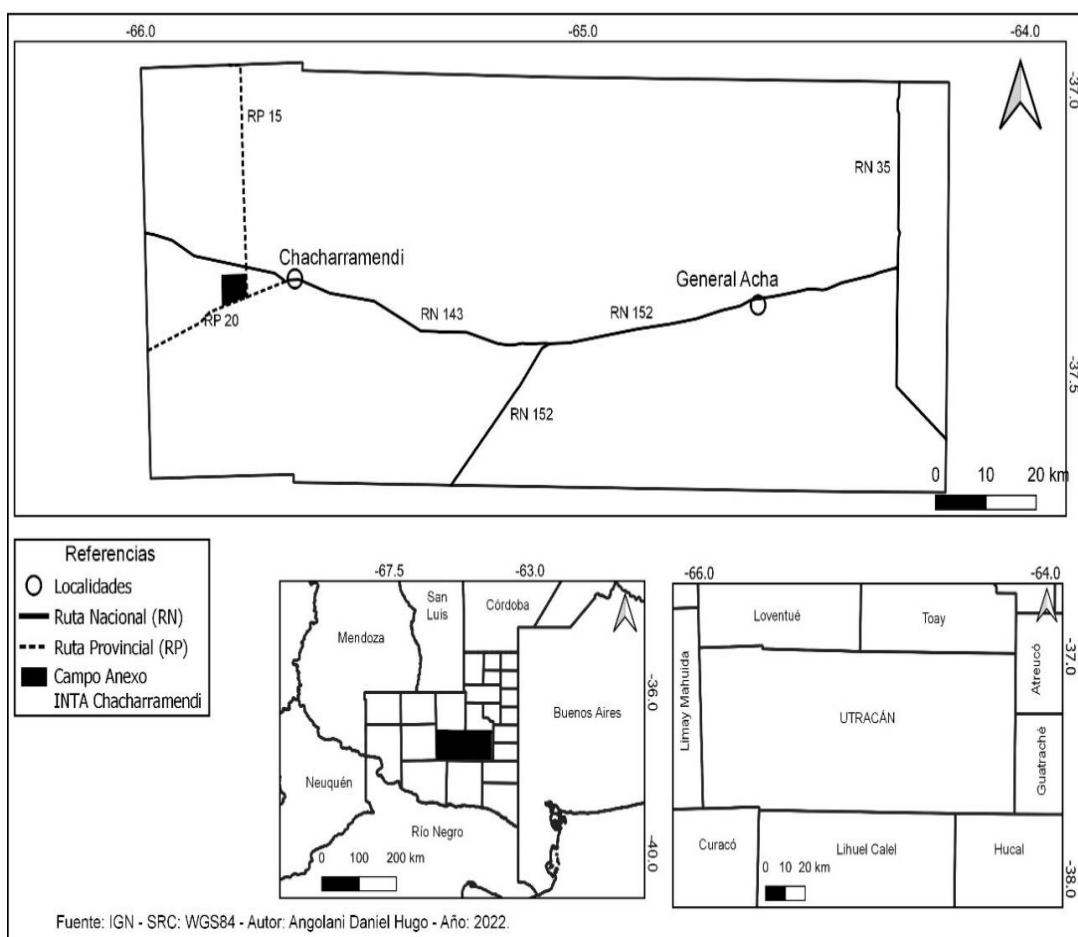 -66.0
-65.0
-64.0
-37.0
-37.5
RP 15
RN 35
Chacharramendi
General Acha
RP 20
RN 143
RN 152
RN 152
0 10 20 km
Referencias
Localidades
Ruta Nacional (RN)
Ruta Provincial (RP)
Campo Anexo
INTA Chacharramendi
-67.5
-63.0
San
Luis
Córdoba
Mendoza
Buenos Aires
Neuquén
Río Negro
-36.0
-40.0
0 100 200 km
-66.0
-64.0
Loventué
Toay
-37.0
Limay Mahuida
Atreucó
UTRACÁN
Guatraché
Curacó
Lihuel Calel
Hucal
-38.0
0 10 20 km
Fuente: IGN - SRC: WGS84 - Autor: Angolani Daniel Hugo - Año: 2022.